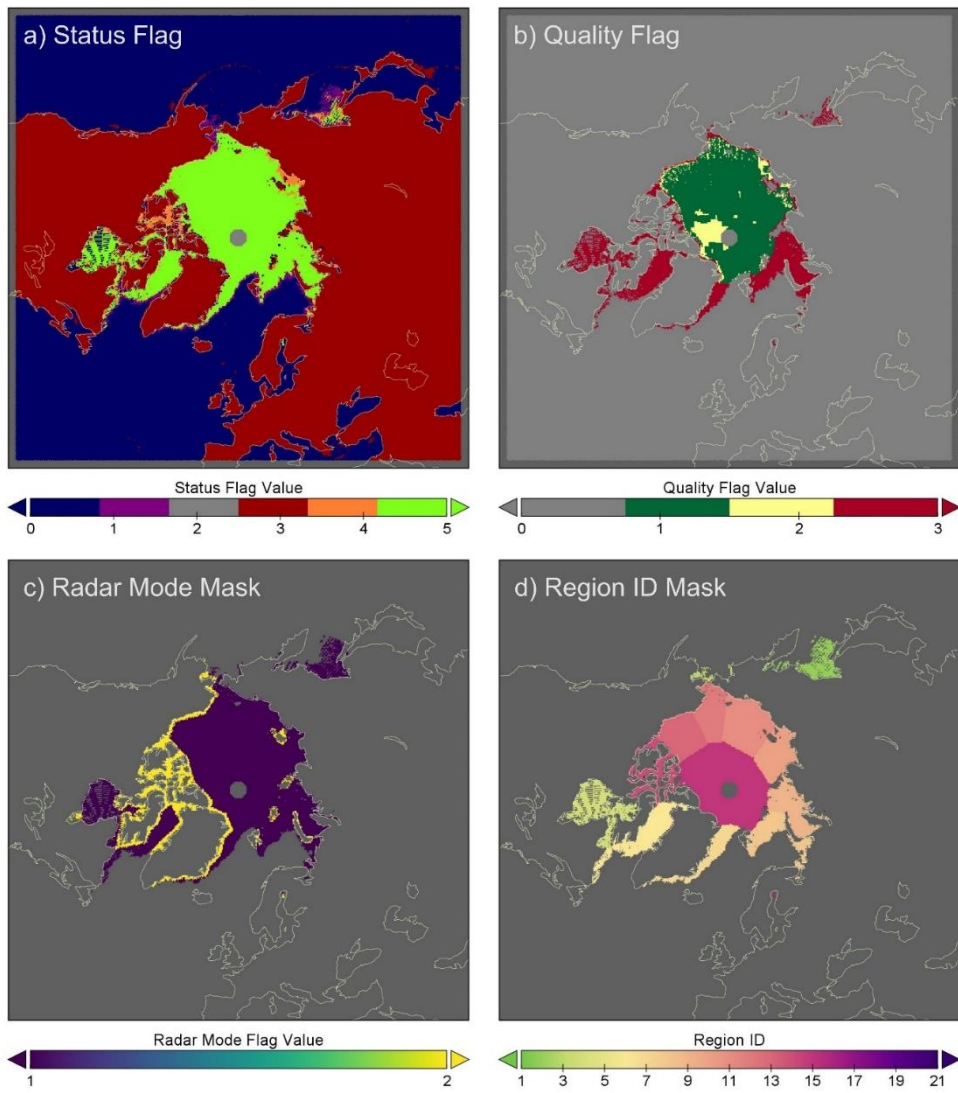 a) Status Flag
b) Quality Flag
Status Flag Value
0 1 2 3 4 5
Quality Flag Value
0 1 2 3
c) Radar Mode Mask
d) Region ID Mask
Radar Mode Flag Value
1 2
Region ID
1 3 5 7 9 11 13 15 17 19 21